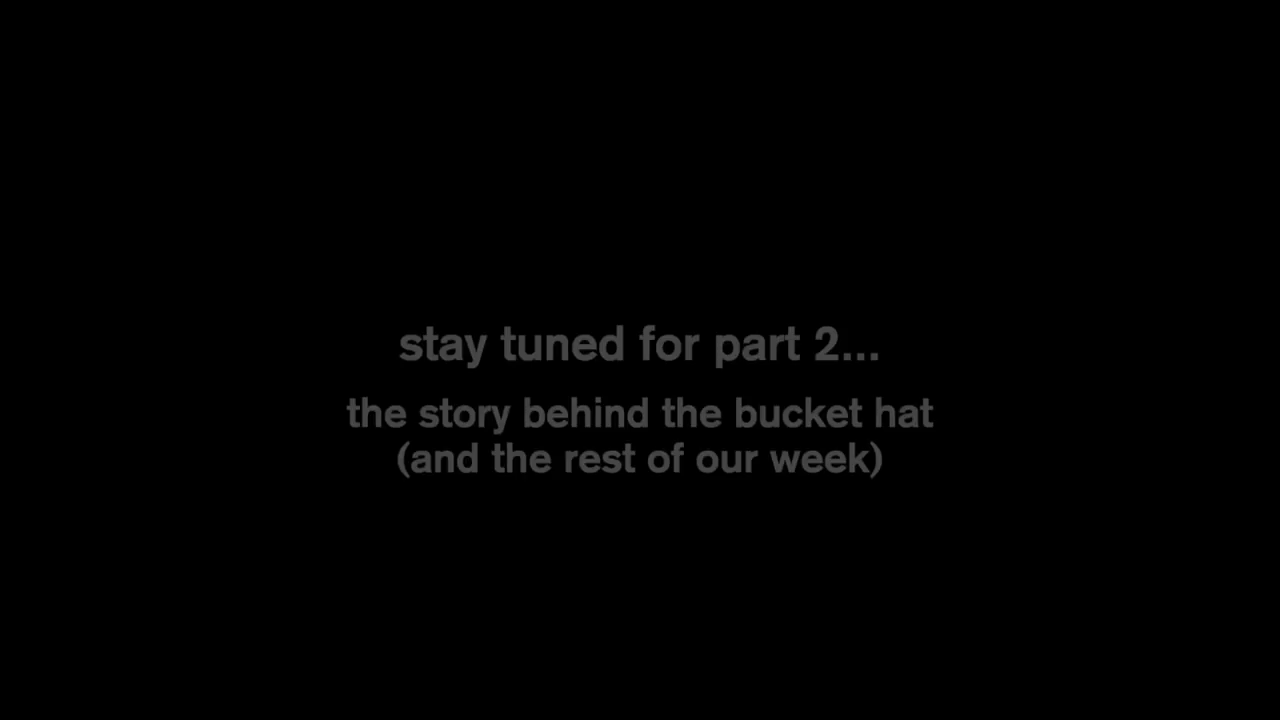 stay tuned for part 2...
the story behind the bucket hat
(and the rest of our week)